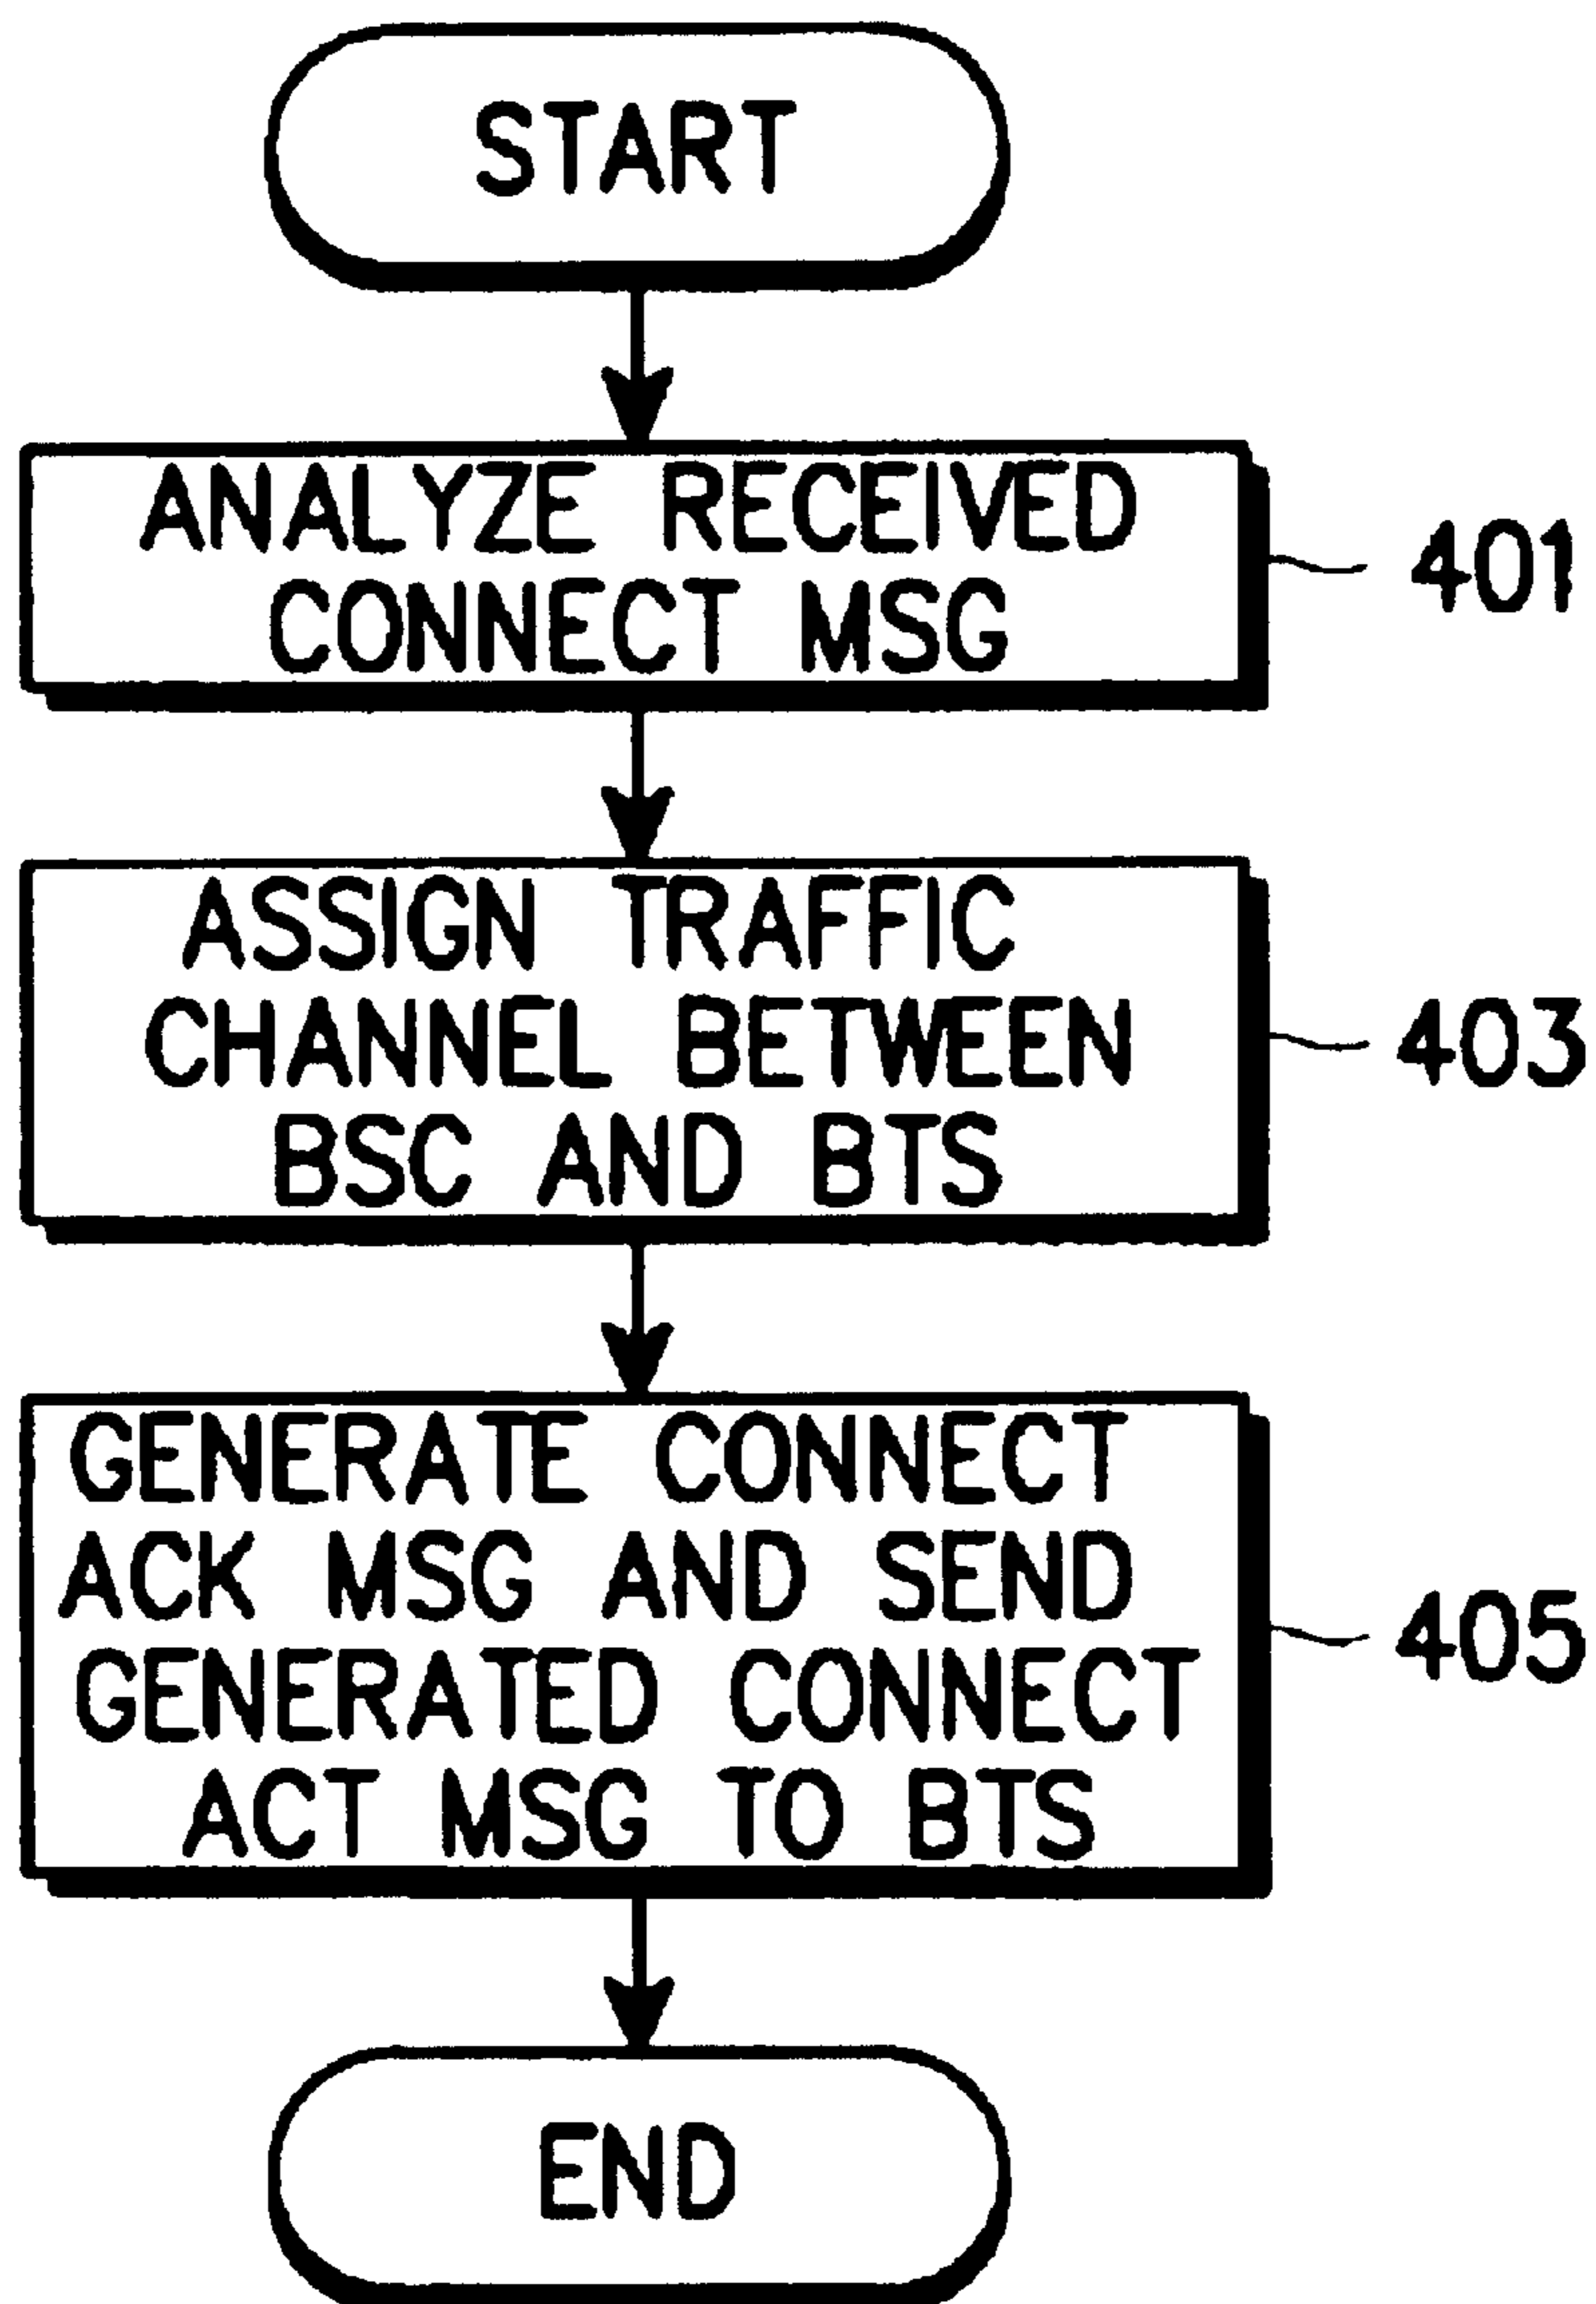 START
ANALYZE RECEIVED
CONNECT MSG
401
ASSIGN TRAFFIC
CHANNEL BETWEEN
BSC AND BTS
403
GENERATE CONNECT
ACK MSG AND SEND
GENERATED CONNECT
ACT MSG TO BTS
405
END